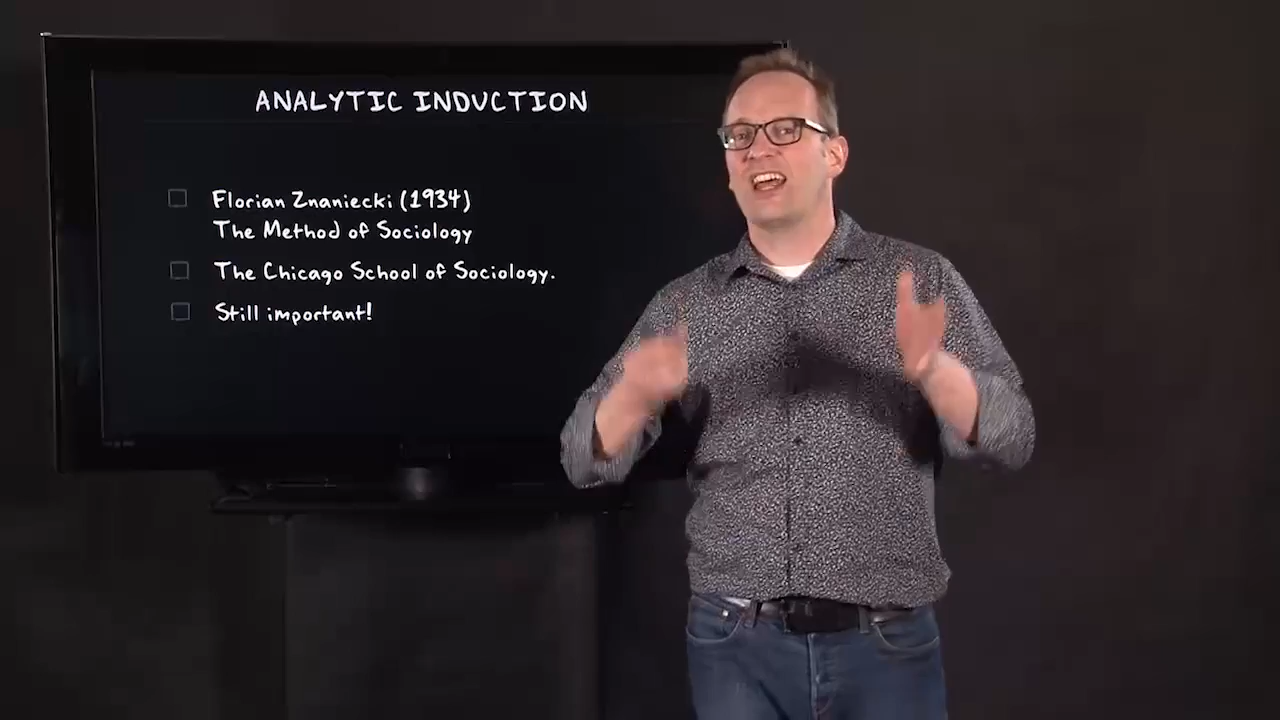 ANALYTIC INDUCTION
Florian Znaniecki (1934)
The Method of Sociology
The Chicago School of Sociology.
Still important!